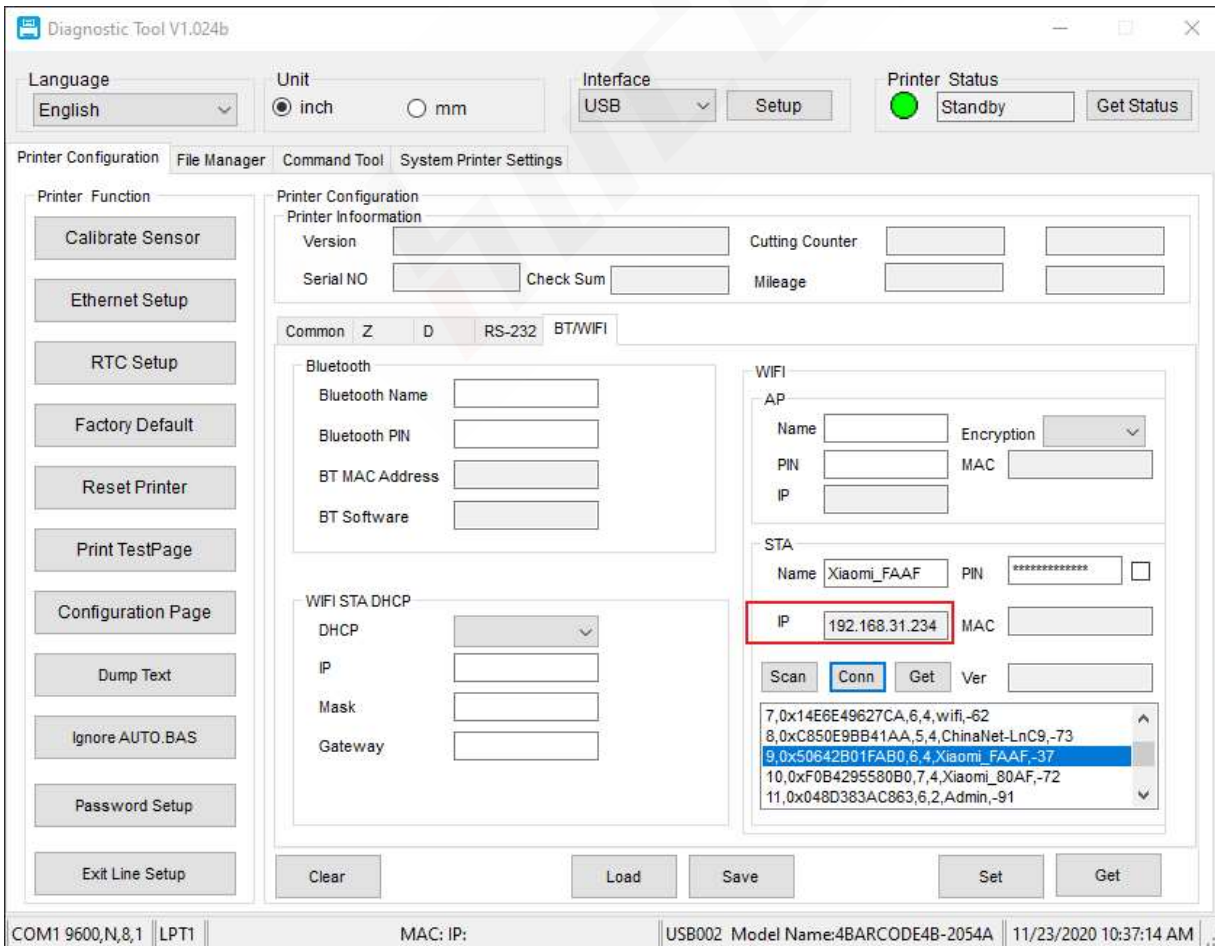 Diagnostic Tool V1.024b
Language
Unit
Interface
Printer Status
English
inch
mm
USB
Setup
Standby
Get Status
Printer Configuration
File Manager
Command Tool
System Printer Settings
Printer Function
Calibrate Sensor
Ethernet Setup
RTC Setup
Factory Default
Reset Printer
Print TestPage
Configuration Page
Dump Text
Ignore AUTO.BAS
Password Setup
Exit Line Setup
Printer Configuration
Printer Infoormation
Version
Cutting Counter
Serial NO
Check Sum
Mileage
Common
Z
D
RS-232
BT/WIFI
Bluetooth
Bluetooth Name
Bluetooth PIN
BT MAC Address
BT Software
WIFI STA DHCP
DHCP
IP
Mask
Gateway
WIFI
AP
Name
Encryption
PIN
MAC
IP
STA
Name Xiaomi_FAAF PIN *************
IP 192.168.31.234 MAC
Scan Conn Get Ver
7,0x14E6E49627CA,6,4,wifi,-62
8,0xC850E9BB41AA,5,4,ChinaNet-LnC9,-73
9,0x50642B01FAB0,6,4,Xiaomi_FAAF,-37
10,0xF0B4295580B0,7,4,Xiaomi_80AF,-72
11,0x048D383AC863,6,2,Admin,-91
Clear
Load
Save
Set
Get
COM1 9600,N,8,1
LPT1
MAC: IP:
USB002 Model Name:4BARCODE4B-2054A
11/23/2020 10:37:14 AM